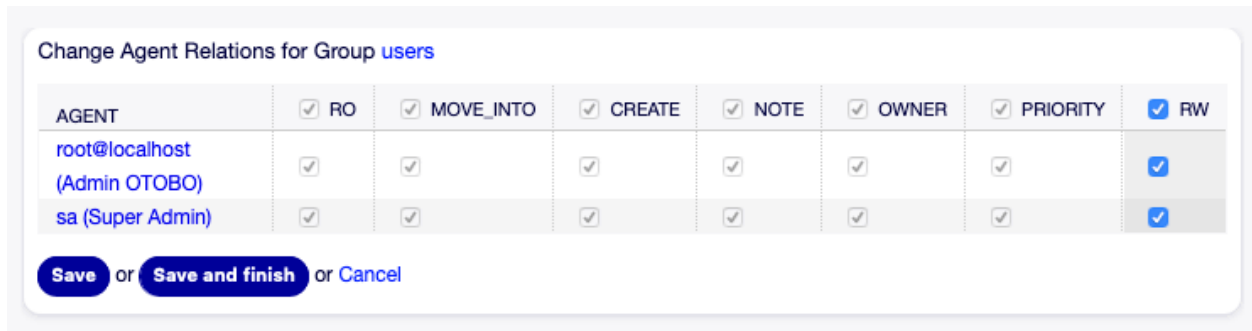 Change Agent Relations for Group users
AGENT RO MOVE_INTO CREATE NOTE OWNER PRIORITY RW
root@localhost
(Admin OTOBO)
sa (Super Admin)
Save or Save and finish or Cancel